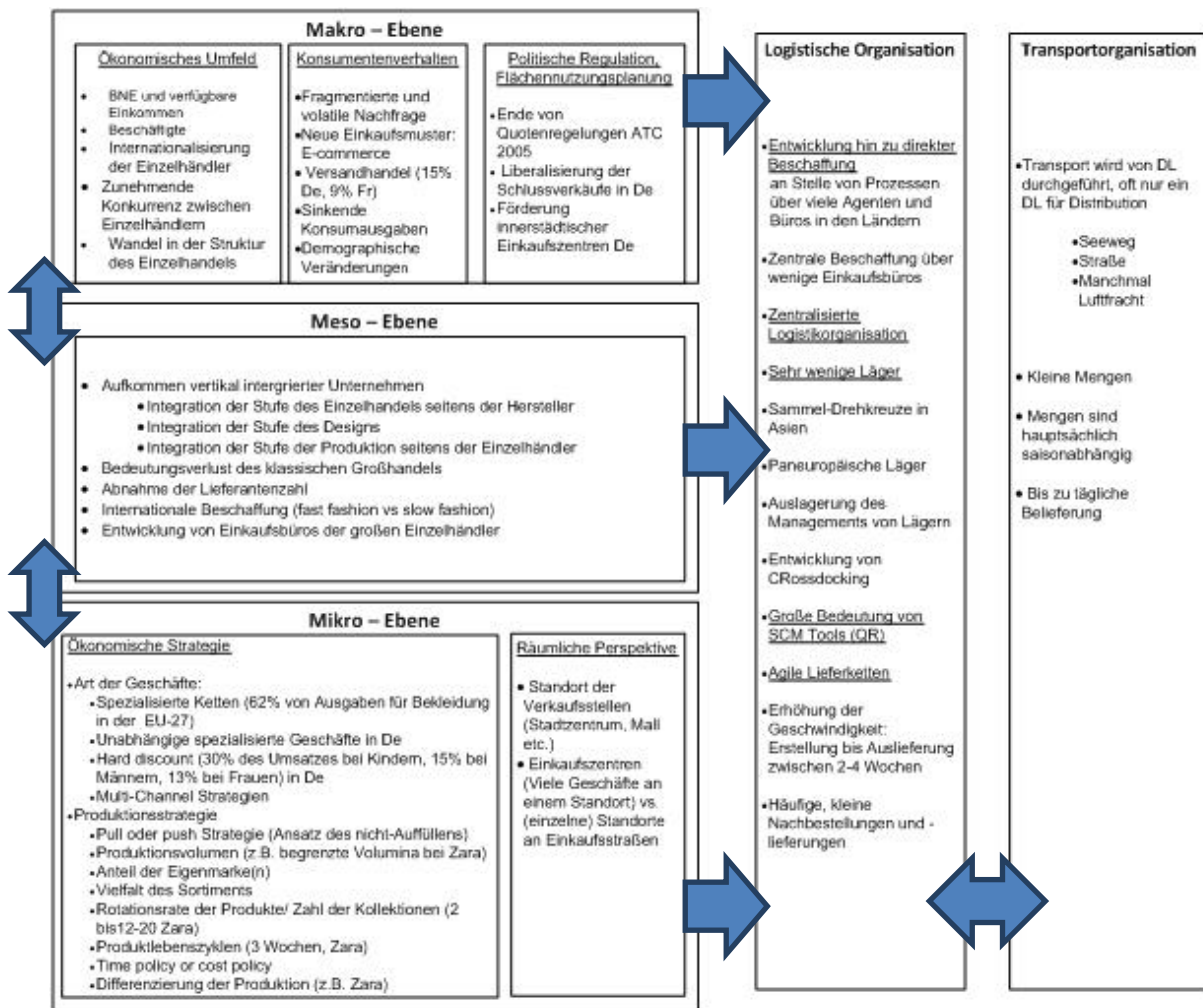 Makro – Ebene
Ökonomisches Umfeld
• BNE und verfügbare
Einkommen
• Beschäftigte
• Internationalisierung
der Einzelhändler
• Zunehmende
Konkurrenz zwischen
Einzelhändlern
• Wandel in der Struktur
des Einzelhandels
Konsumentenverhalten
•Fragmentierte und
volatile Nachfrage
•Neue Einkaufsmuster:
E-commerce
• Versandhandel (15%
De, 9% Fr)
•Sinkende
Konsumausgaben
•Demographische
Veränderungen
Politische Regulation,
Flächennutzungsplanung
•Ende von
Quotenregelungen ATC
2005
• Liberalisierung der
Schlussverkäufe in De
•Förderung
innerstädtischer
Einkaufszentren De
Meso – Ebene
• Aufkommen vertikal intergrierter Unternehmen
•Integration der Stufe des Einzelhandels seitens der Hersteller
•Integration der Stufe des Designs
•Integration der Stufe der Produktion seitens der Einzelhändler
• Bedeutungsverlust des klassischen Großhandels
• Abnahme der Lieferantenzahl
• Internationale Beschaffung (fast fashion vs slow fashion)
• Entwicklung von Einkaufsbüros der großen Einzelhändler
Mikro – Ebene
Ökonomische Strategie
•Art der Geschäfte:
•Spezialisierte Ketten (62% von Ausgaben für Bekleidung
in der EU-27)
•Unabhängige spezialisierte Geschäfte in De
•Hard discount (30% des Umsatzes bei Kindern, 15% bei
Männern, 13% bei Frauen) in De
•Multi-Channel Strategien
•Produktionsstrategie
•Pull oder push Strategie (Ansatz des nicht-Auffüllens)
•Produktionsvolumen (z.B. begrenzte Volumina bei Zara)
•Anteil der Eigenmarke(n)
•Vielfalt des Sortiments
•Rotationsrate der Produkte/ Zahl der Kollektionen (2
bis12-20 Zara)
•Produktlebenszyklen (3 Wochen, Zara)
•Time policy or cost policy
•Differenzierung der Produktion (z.B. Zara)
Räumliche Perspektive
• Standort der
Verkaufsstellen
(Stadtzentrum, Mall
etc.)
• Einkaufszentren
(Viele Geschäfte an
einem Standort) vs.
(einzelne) Standorte
an Einkaufsstraßen
Logistische Organisation
•Entwicklung hin zu direkter
Beschaffung
an Stelle von Prozessen
über viele Agenten und
Büros in den Ländern
•Zentrale Beschaffung über
wenige Einkaufsbüros
•Zentralisierte
Logistikorganisation
•Sehr wenige Läger
•Sammel-Drehkreuze in
Asien
•Paneuropäische Läger
•Auslagerung des
Managements von Lägern
•Entwicklung von
CRossdocking
•Große Bedeutung von
SCM Tools (QR)
•Agile Lieferketten
•Erhöhung der
Geschwindigkeit:
Erstellung bis Auslieferung
zwischen 2-4 Wochen
•Häufige, kleine
Nachbestellungen und -
lieferungen
Transportorganisation
•Transport wird von DL
durchgeführt, oft nur ein
DL für Distribution
•Seeweg
•Straße
•Manchmal
Luftfracht
• Kleine Mengen
• Mengen sind
hauptsächlich
saisonabhängig
• Bis zu tägliche
Belieferung